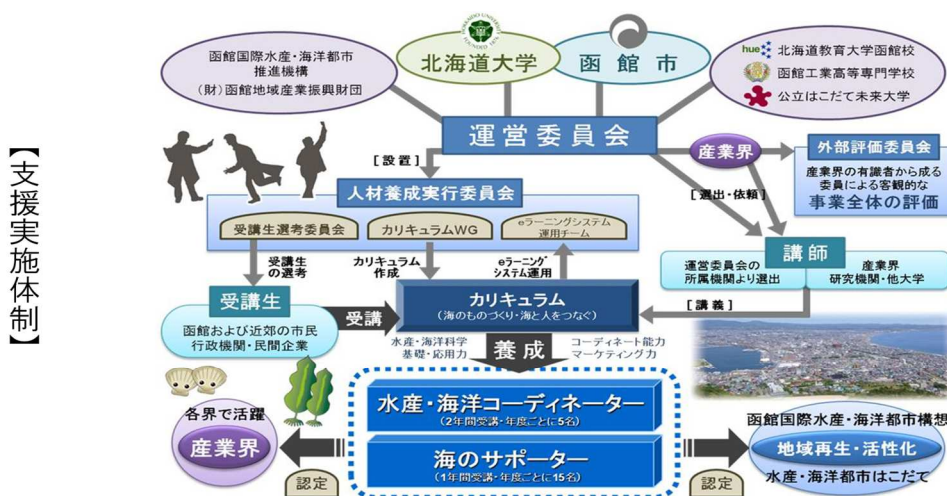 【支援実施体制】
函館国際水産・海洋都市
推進機構
(財)函館地域産業振興財団
HOKKAIDO UNIVERSITY
FOUNDED 1876
北海道大学
函館市
hue 北海道教育大学函館校
函館工業高等専門学校
公立はこだて未来大学
運営委員会
[設置]
産業界
外部評価委員会
産業界の有識者から成る
委員による客観的な
事業全体の評価
[選出・依頼]
人材養成実行委員会
受講生選考委員会
カリキュラムWG
eラーニングシステム
運用チーム
受講生
の選考
カリキュラム
作成
eラーニング
システム運用
講師
運営委員会の
所属機関より選出
産業界
研究機関・他大学
受講生
函館および近郊の市民
行政機関・民間企業
受講
カリキュラム
(海のものづくり・海と人をつなぐ)
[講義]
水産・海洋科学
基礎・応用力
養成
コーディネート能力
マーケティング力
水産・海洋コーディネーター
(2年間受講・年度ごとに5名)
海のサポーター
(1年間受講・年度ごとに15名)
各界で活躍
産業界
認定
認定
函館国際水産・海洋都市構想
地域再生・活性化
水産・海洋都市はこだて